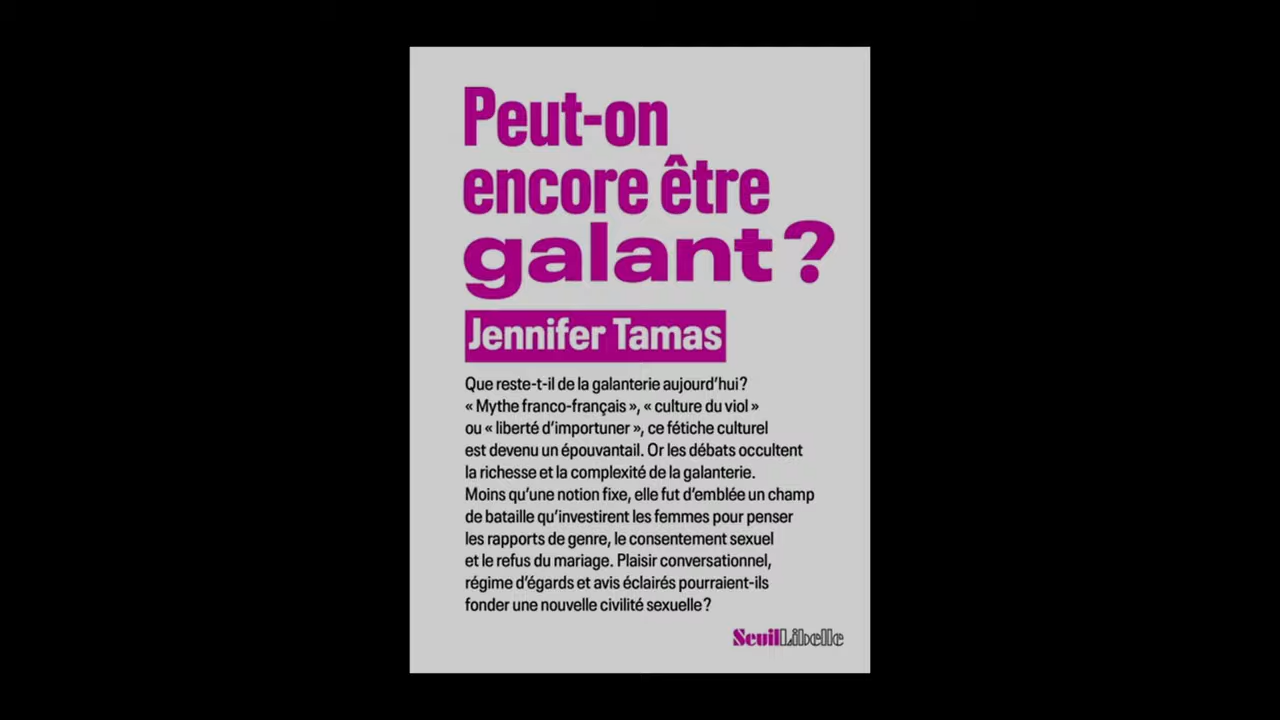 Peut-on
encore être
galant ?
Jennifer Tamas
Que reste-t-il de la galanterie aujourd’hui ?
« Mythe franco-français », « culture du viol »
ou « liberté d’importuner », ce fétiche culturel
est devenu un épouvantail. Or les débats occultent
la richesse et la complexité de la galanterie.
Moins qu’une notion fixe, elle fut d’emblée un champ
de bataille qu’investirent les femmes pour penser
les rapports de genre, le consentement sexuel
et le refus du mariage. Plaisir conversationnel,
régime d’égards et avis éclairés pourraient-ils
fonder une nouvelle civilité sexuelle ?
Seuil Libelle